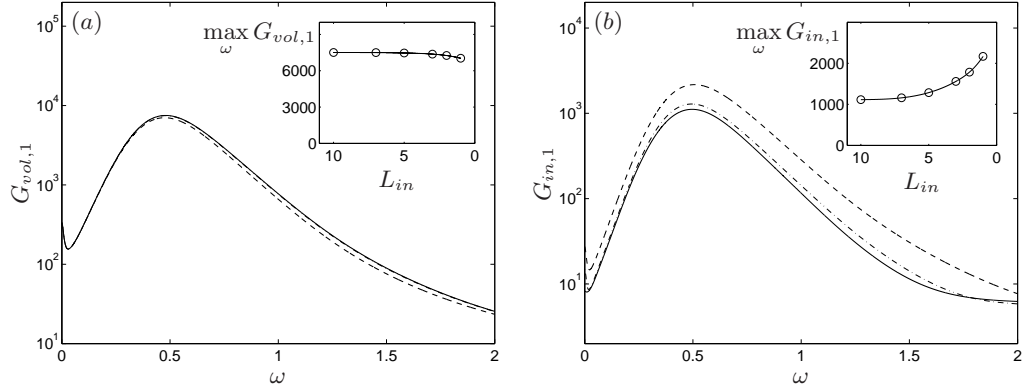 (a)
max G_{vol,1}
ω
10^5
10^4
10^3
10^2
10^1
G_{vol,1}
9000
6000
3000
0
10 5 0
L_{in}
0 0.5 1 1.5 2
ω
(b)
max G_{in,1}
ω
10^4
10^3
10^2
10^1
G_{in,1}
2000
1000
0
10 5 0
L_{in}
0 0.5 1 1.5 2
ω